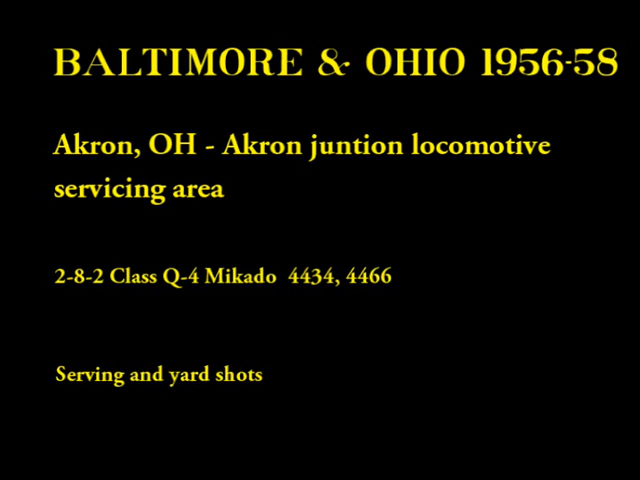 BALTIMORE & OHIO 1956-58
Akron, OH - Akron juntion locomotive
servicing area
2-8-2 Class Q-4 Mikado 4434, 4466
Serving and yard shots